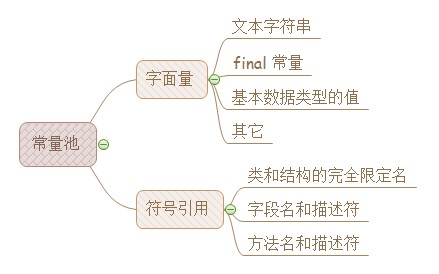 常量池
字面量
文本字符串
final 常量
基本数据类型的值
其它
符号引用
类和结构的完全限定名
字段名和描述符
方法名和描述符